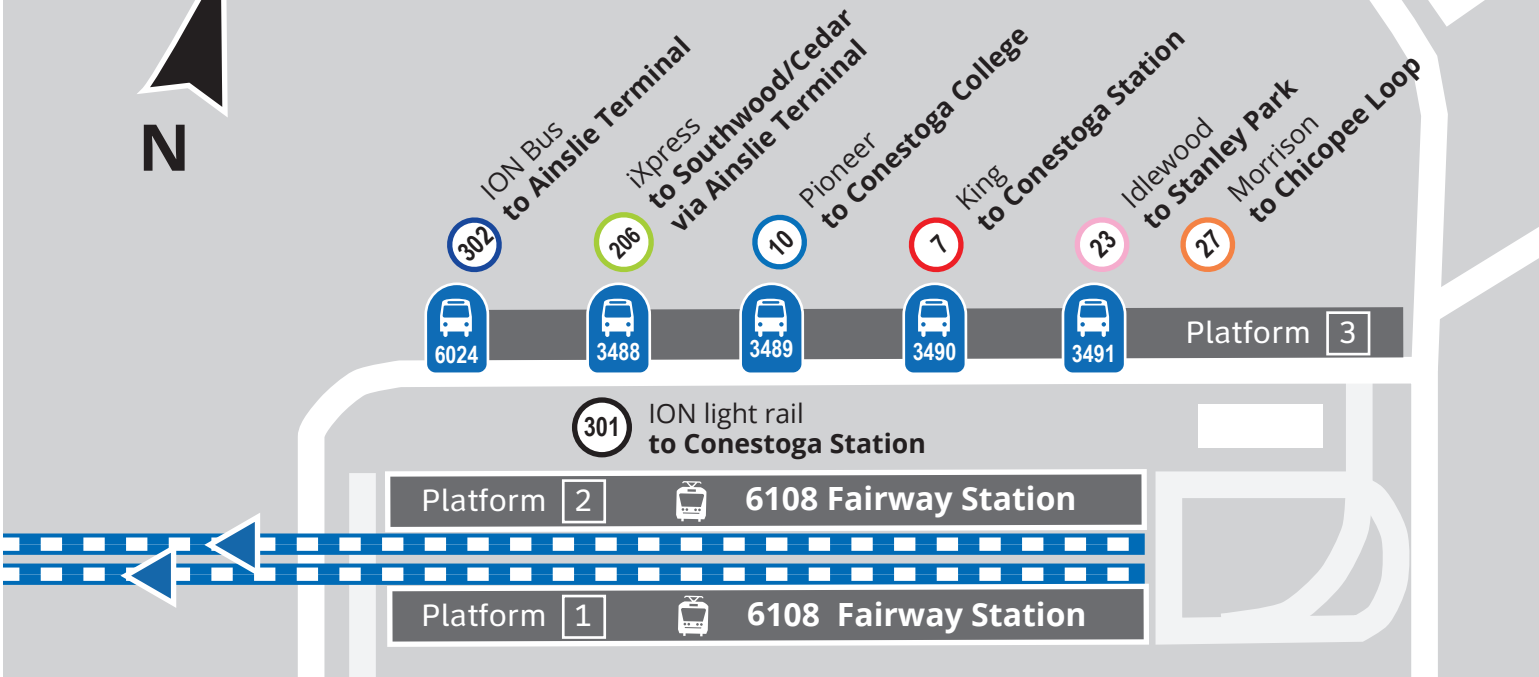 N
302
ION Bus
to Ainslie Terminal
206
iXpress
to Southwood/Cedar
via Ainslie Terminal
10
Pioneer
to Conestoga College
7
King
to Conestoga Station
23
Idlewood
to Stanley Park
27
Morrison
to Chicopee Loop
6024
3488
3489
3490
3491
Platform 3
301
ION light rail
to Conestoga Station
Platform 2 6108 Fairway Station
Platform 1 6108 Fairway Station